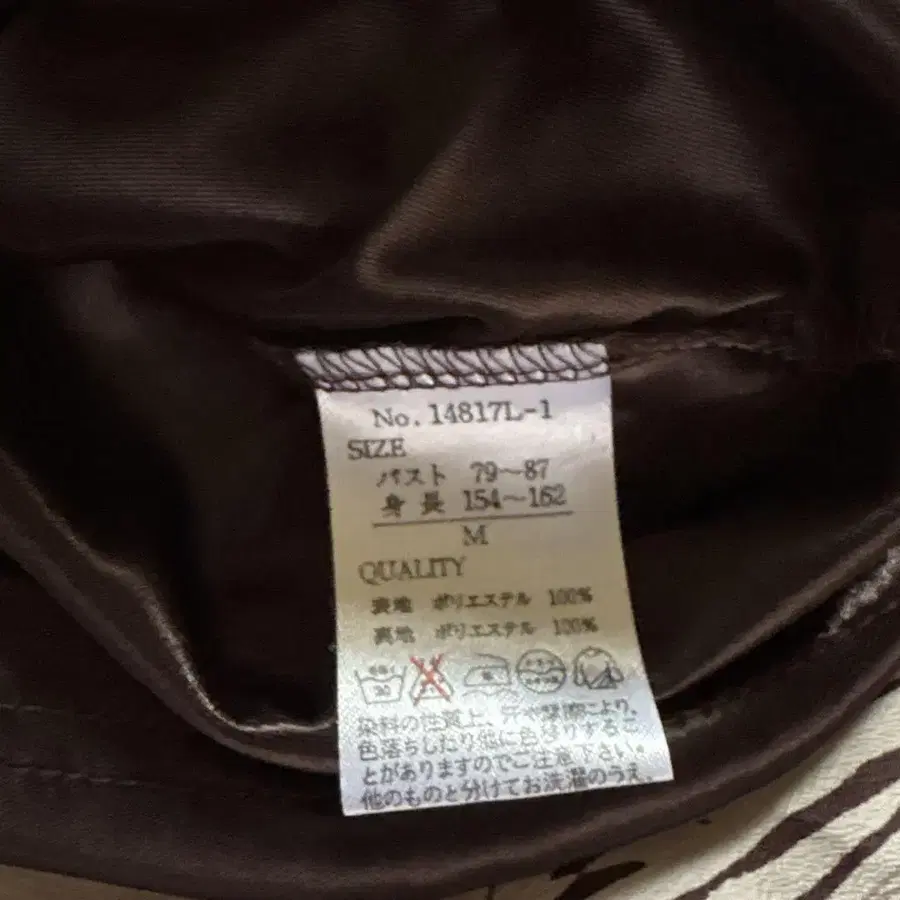 No. 14817L-1
SIZE
バスト 79〜87
身長 154〜162
M
QUALITY
表地 ポリエステル 100%
裏地 ポリエステル 100%
30
染料の性質上、汗や摩擦により、
色落ちしたり他に色移りするこ
とがありますのでご注意下さい。
他のものと分けてお洗濯のうえ、